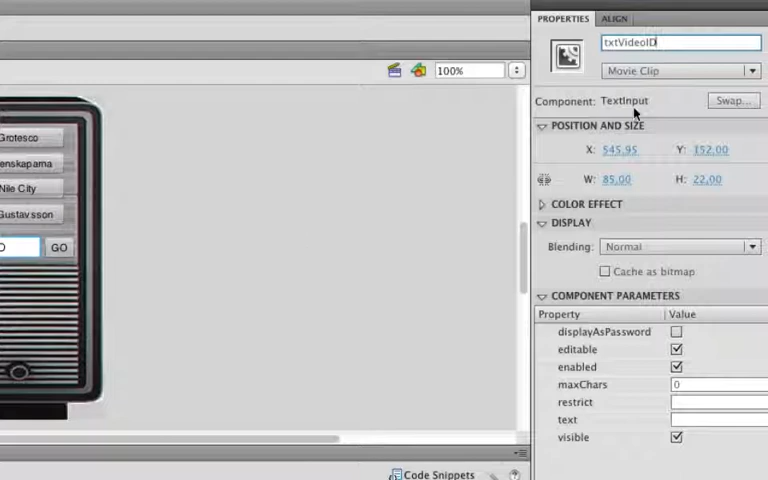 PROPERTIES ALIGN
txtVideoID
100%
Movie Clip
Component: TextInput Swap...
POSITION AND SIZE
Grotesco
X: 545,95 Y: 152,00
enskaparna
W: 85,00 H: 22,00
Nile City
COLOR EFFECT
Gustavsson
DISPLAY
GO
Blending: Normal
Cache as bitmap
COMPONENT PARAMETERS
Property Value
displayAsPassword
editable
enabled
maxChars 0
restrict
text
visible
Code Snippets